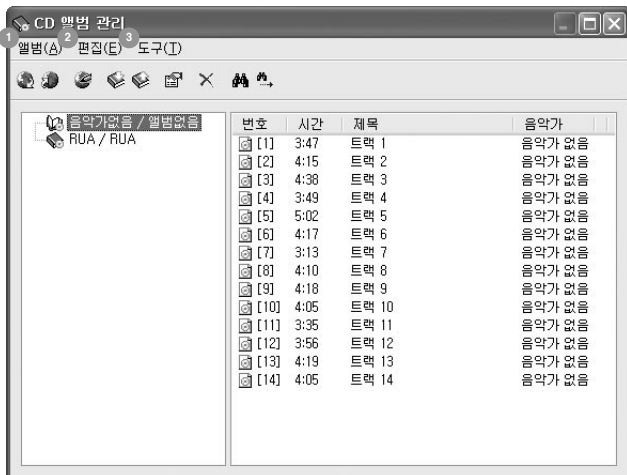 CD 앨범 관리
1 앨범(A) 2 편집(E) 3 도구(T)
음악가없음 / 앨범없음
RUA / RUA
번호 시간 제목 음악가
[1] 3:47 트랙 1 음악가 없음
[2] 4:15 트랙 2 음악가 없음
[3] 4:38 트랙 3 음악가 없음
[4] 3:49 트랙 4 음악가 없음
[5] 5:02 트랙 5 음악가 없음
[6] 4:17 트랙 6 음악가 없음
[7] 3:13 트랙 7 음악가 없음
[8] 4:10 트랙 8 음악가 없음
[9] 4:18 트랙 9 음악가 없음
[10] 4:05 트랙 10 음악가 없음
[11] 3:35 트랙 11 음악가 없음
[12] 3:56 트랙 12 음악가 없음
[13] 4:19 트랙 13 음악가 없음
[14] 4:05 트랙 14 음악가 없음